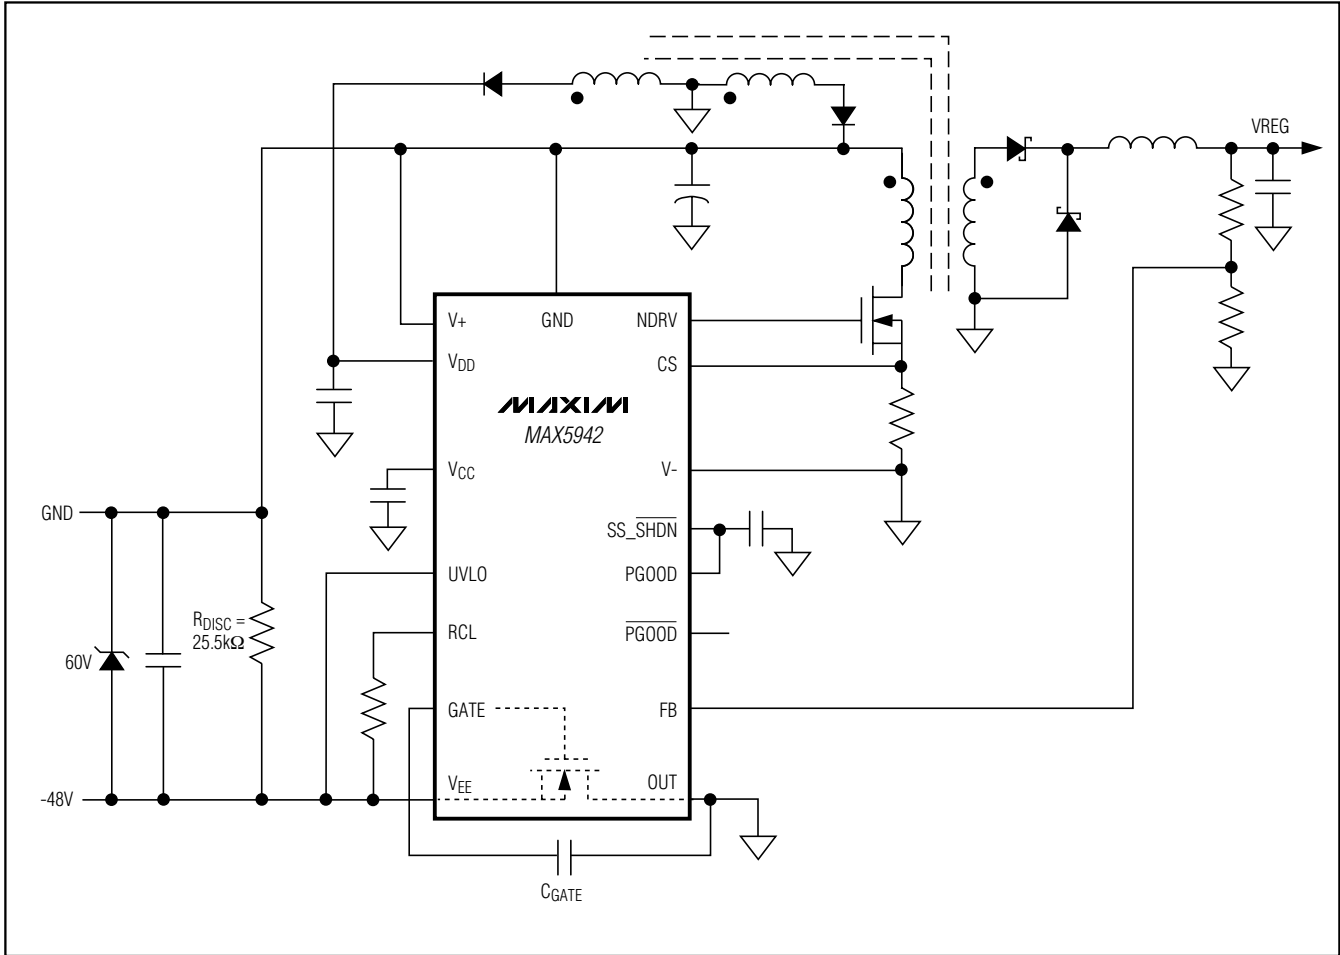 VREG
V+
GND
NDRV
VDD
CS
MAXIM
MAX5942
VCC
V-
GND
SS_SHDN
UVLO
PGOOD
RDISC =
25.5kΩ
RCL
PGOOD
60V
GATE
FB
VEE
OUT
-48V
CGATE